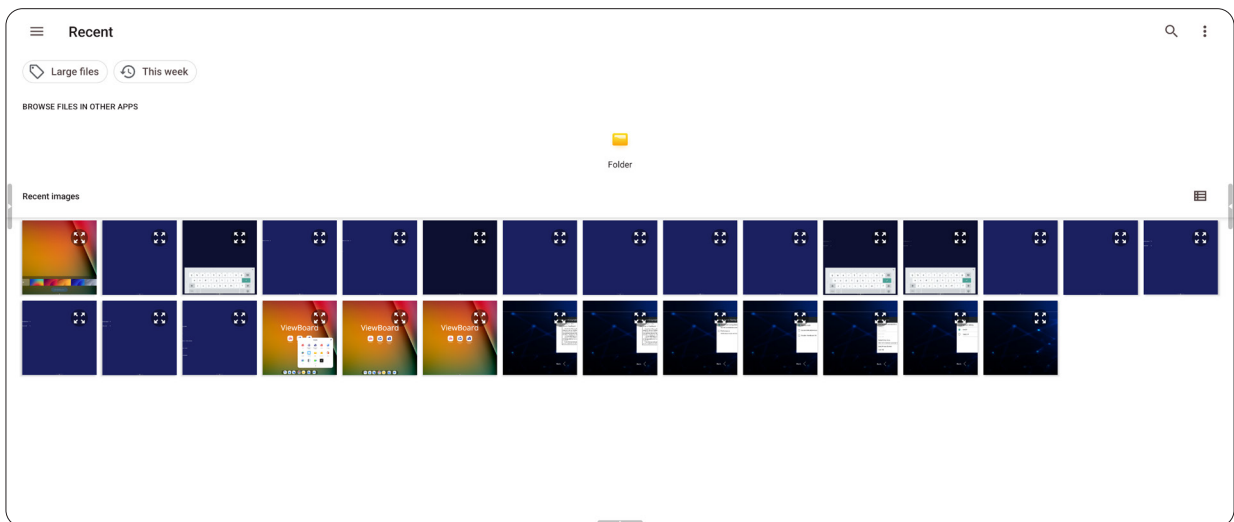 Recent
Large files
This week
BROWSE FILES IN OTHER APPS
Folder
Recent images
ViewBoard
ViewBoard
ViewBoard